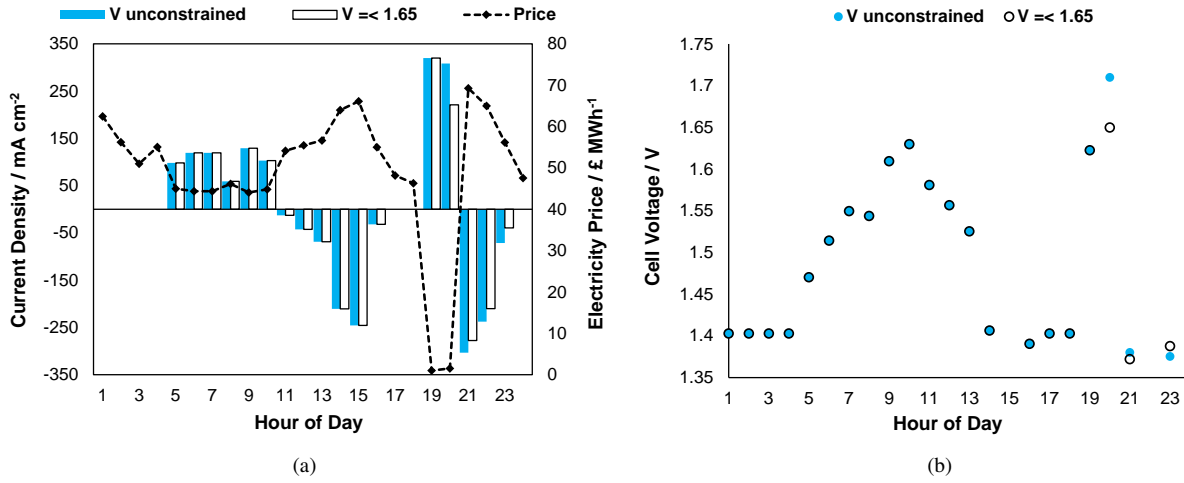 (a)
V unconstrained V =< 1.65 Price
Current Density / mA cm-2
350
250
150
50
-50
-150
-250
-350
80
70
60
50
40
30
20
10
0
Electricity Price / £ MWh-1
1 3 5 7 9 11 13 15 17 19 21 23
Hour of Day
(a)
(b)
V unconstrained V =< 1.65
Cell Voltage / V
1.75
1.7
1.65
1.6
1.55
1.5
1.45
1.4
1.35
1 3 5 7 9 11 13 15 17 19 21 23
Hour of Day
(b)